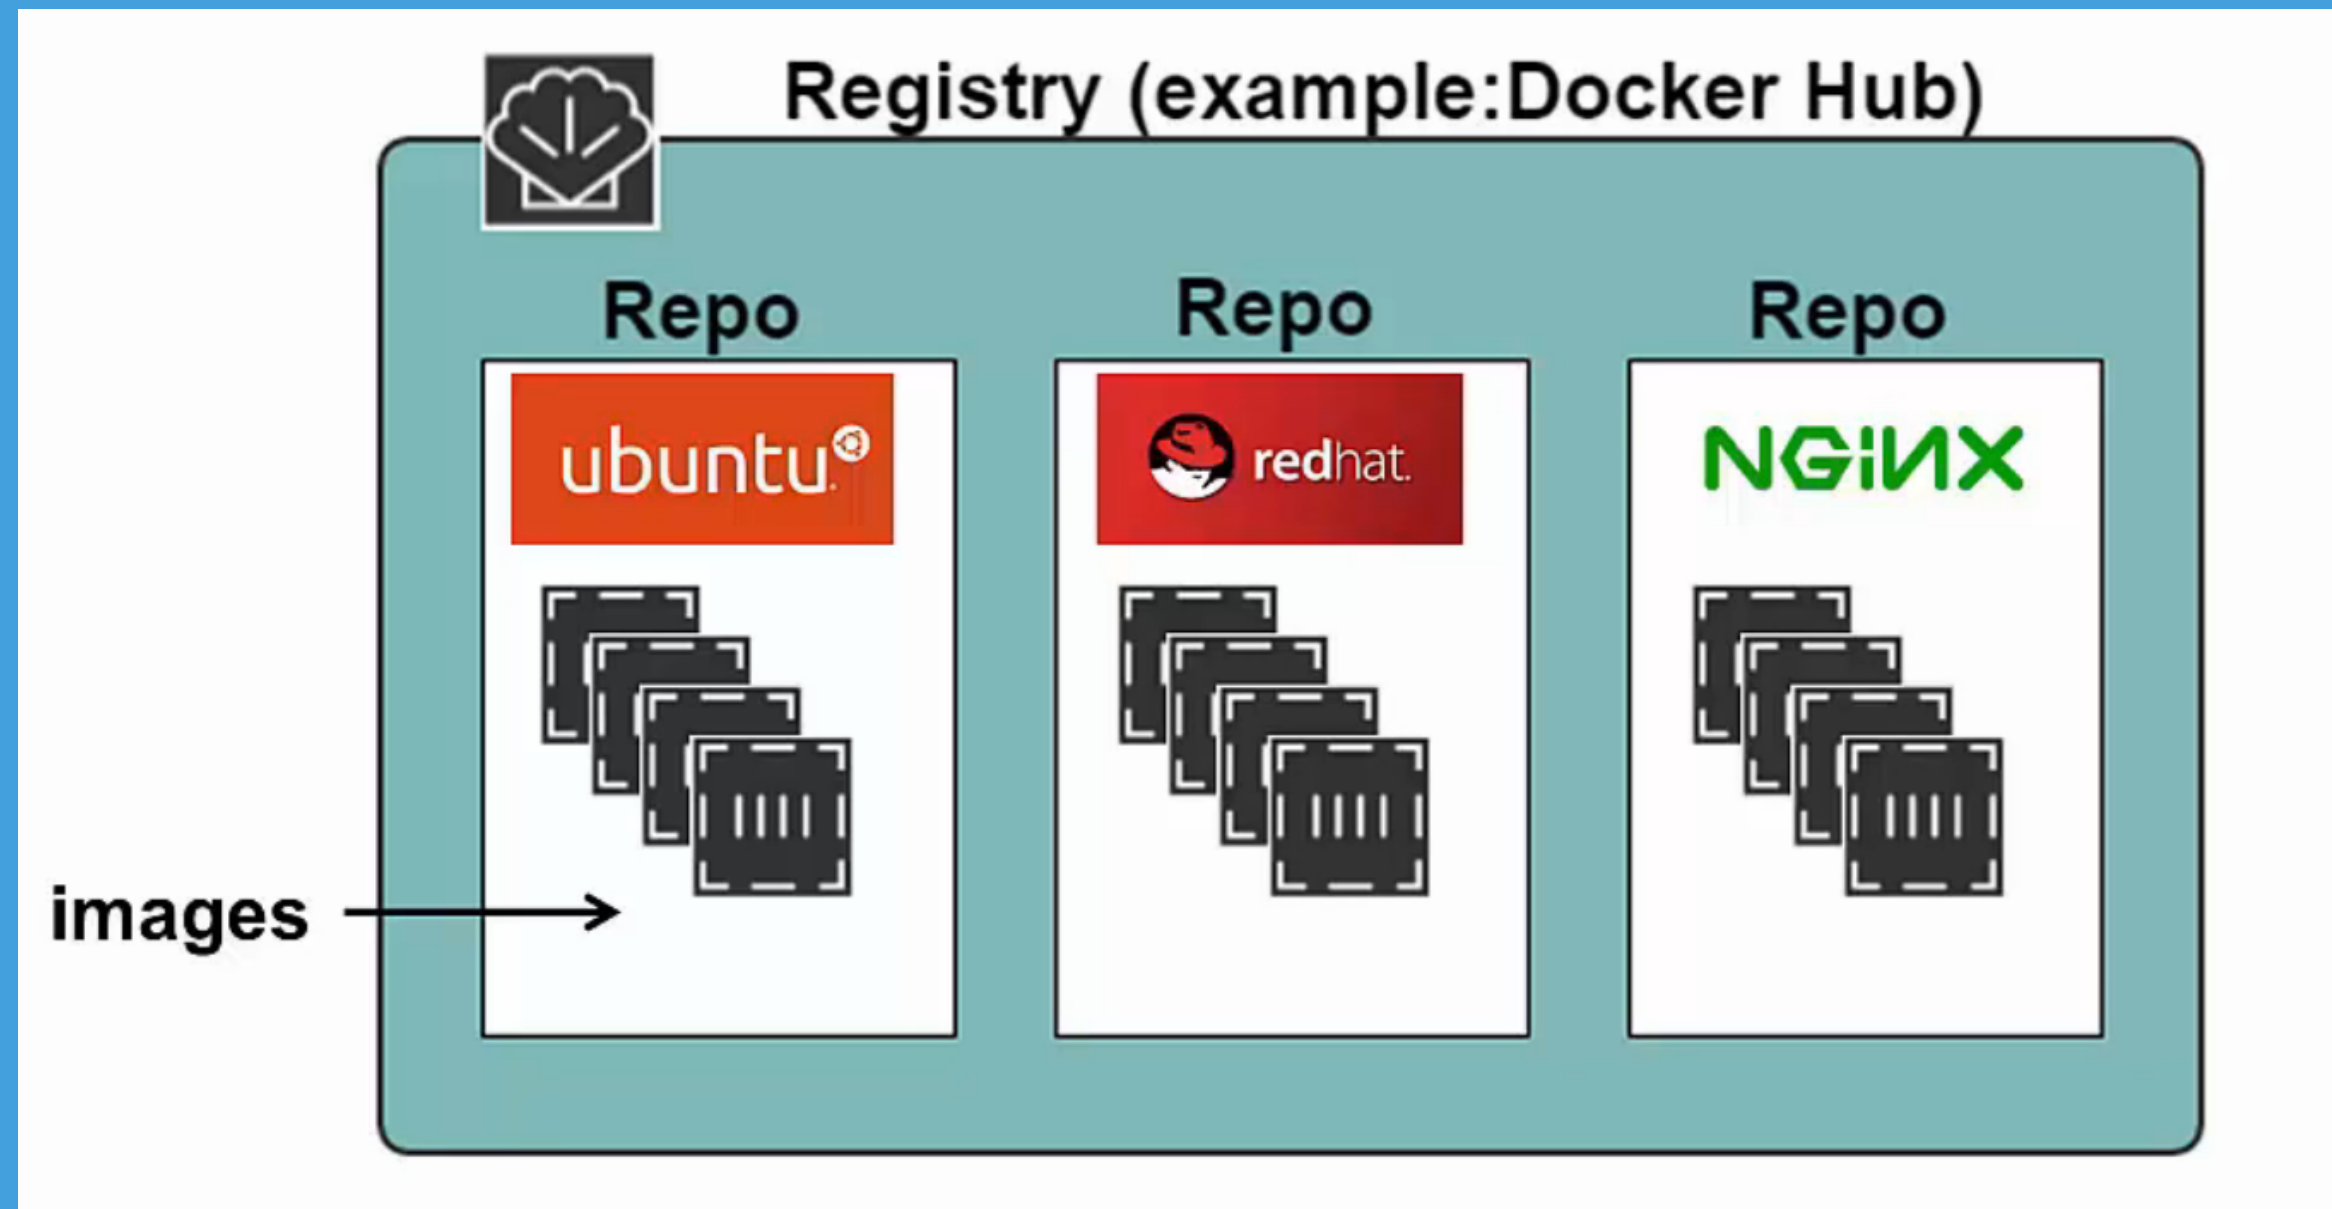 Registry (example:Docker Hub)
Repo
Repo
Repo
ubuntu
redhat.
NGiNX
images